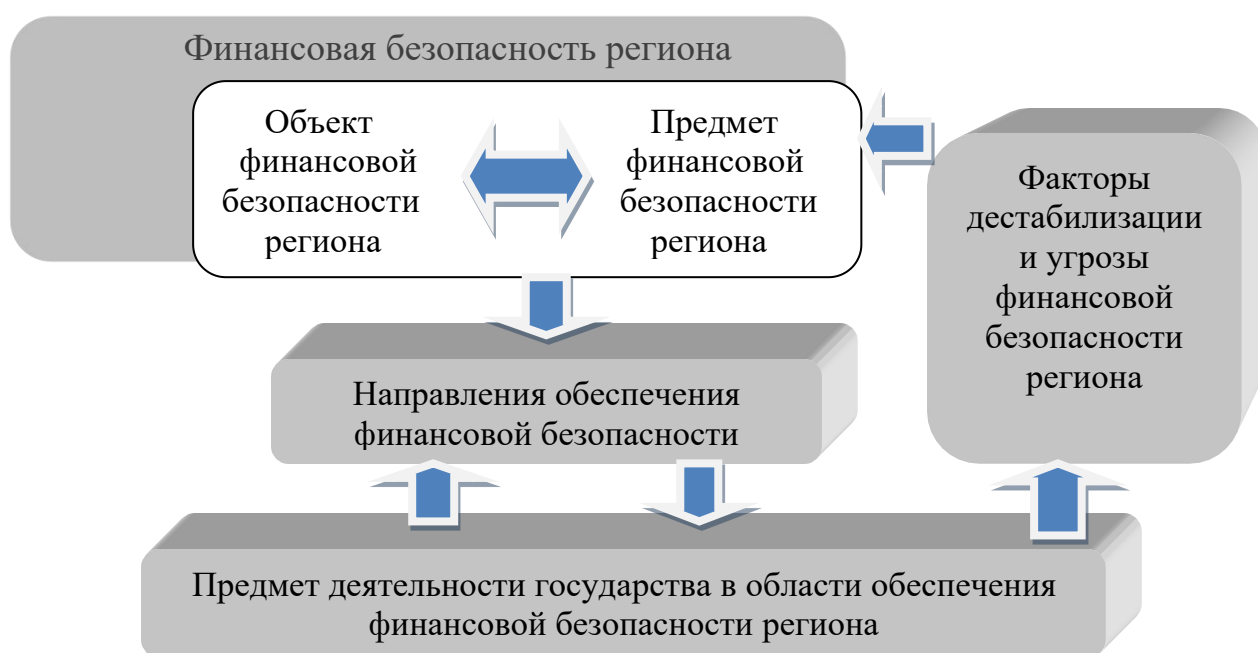 Финансовая безопасность региона
Объект
финансовой
безопасности
региона
Предмет
финансовой
безопасности
региона
Факторы
дестабилизации
и угрозы
финансовой
безопасности
региона
Направления обеспечения
финансовой безопасности
Предмет деятельности государства в области обеспечения
финансовой безопасности региона